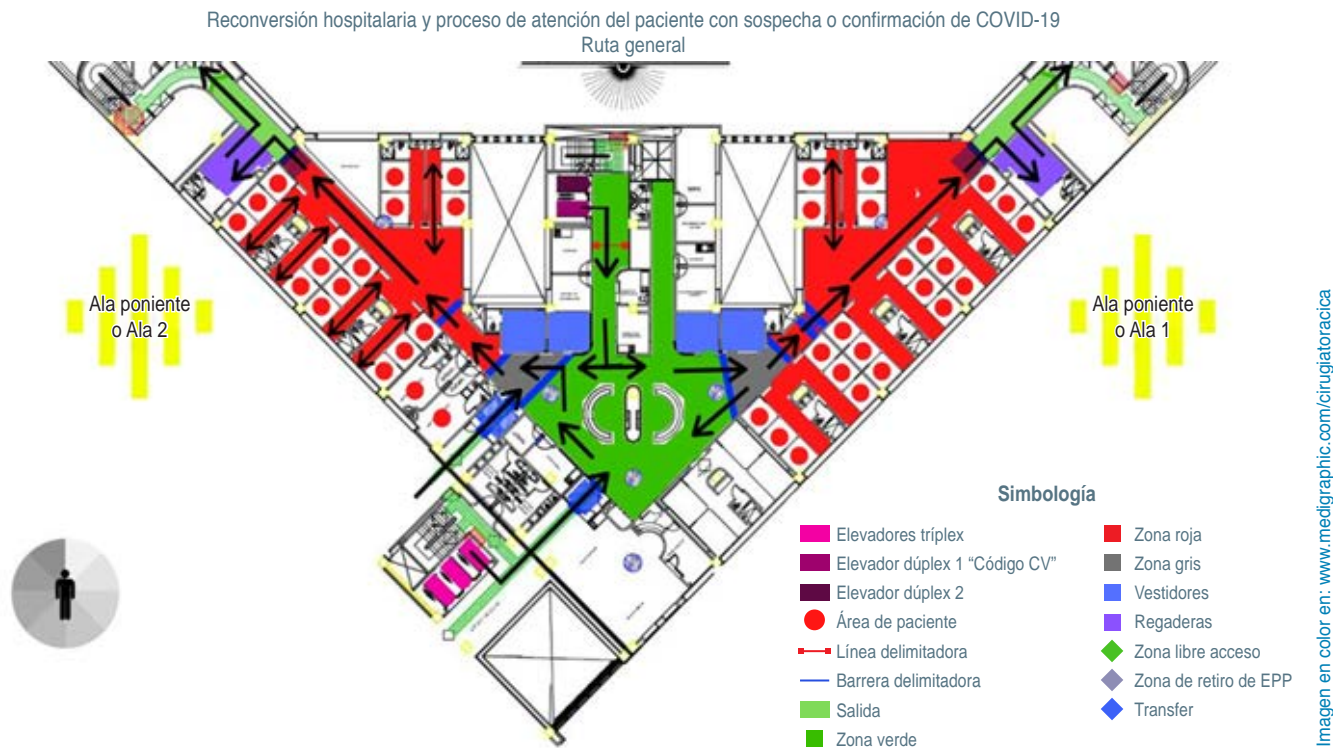 Reconversión hospitalaria y proceso de atención del paciente con sospecha o confirmación de COVID-19
Ruta general
Ala poniente
o Ala 2
Ala poniente
o Ala 1
Simbología
Elevadores tríplex
Elevador dúplex 1 “Código CV”
Elevador dúplex 2
Área de paciente
Línea delimitadora
Barrera delimitadora
Salida
Zona verde
Zona roja
Zona gris
Vestidores
Regaderas
Zona libre acceso
Zona de retiro de EPP
Transfer
Imagen en color en: www.medigraphic.com/cirugiatoracica